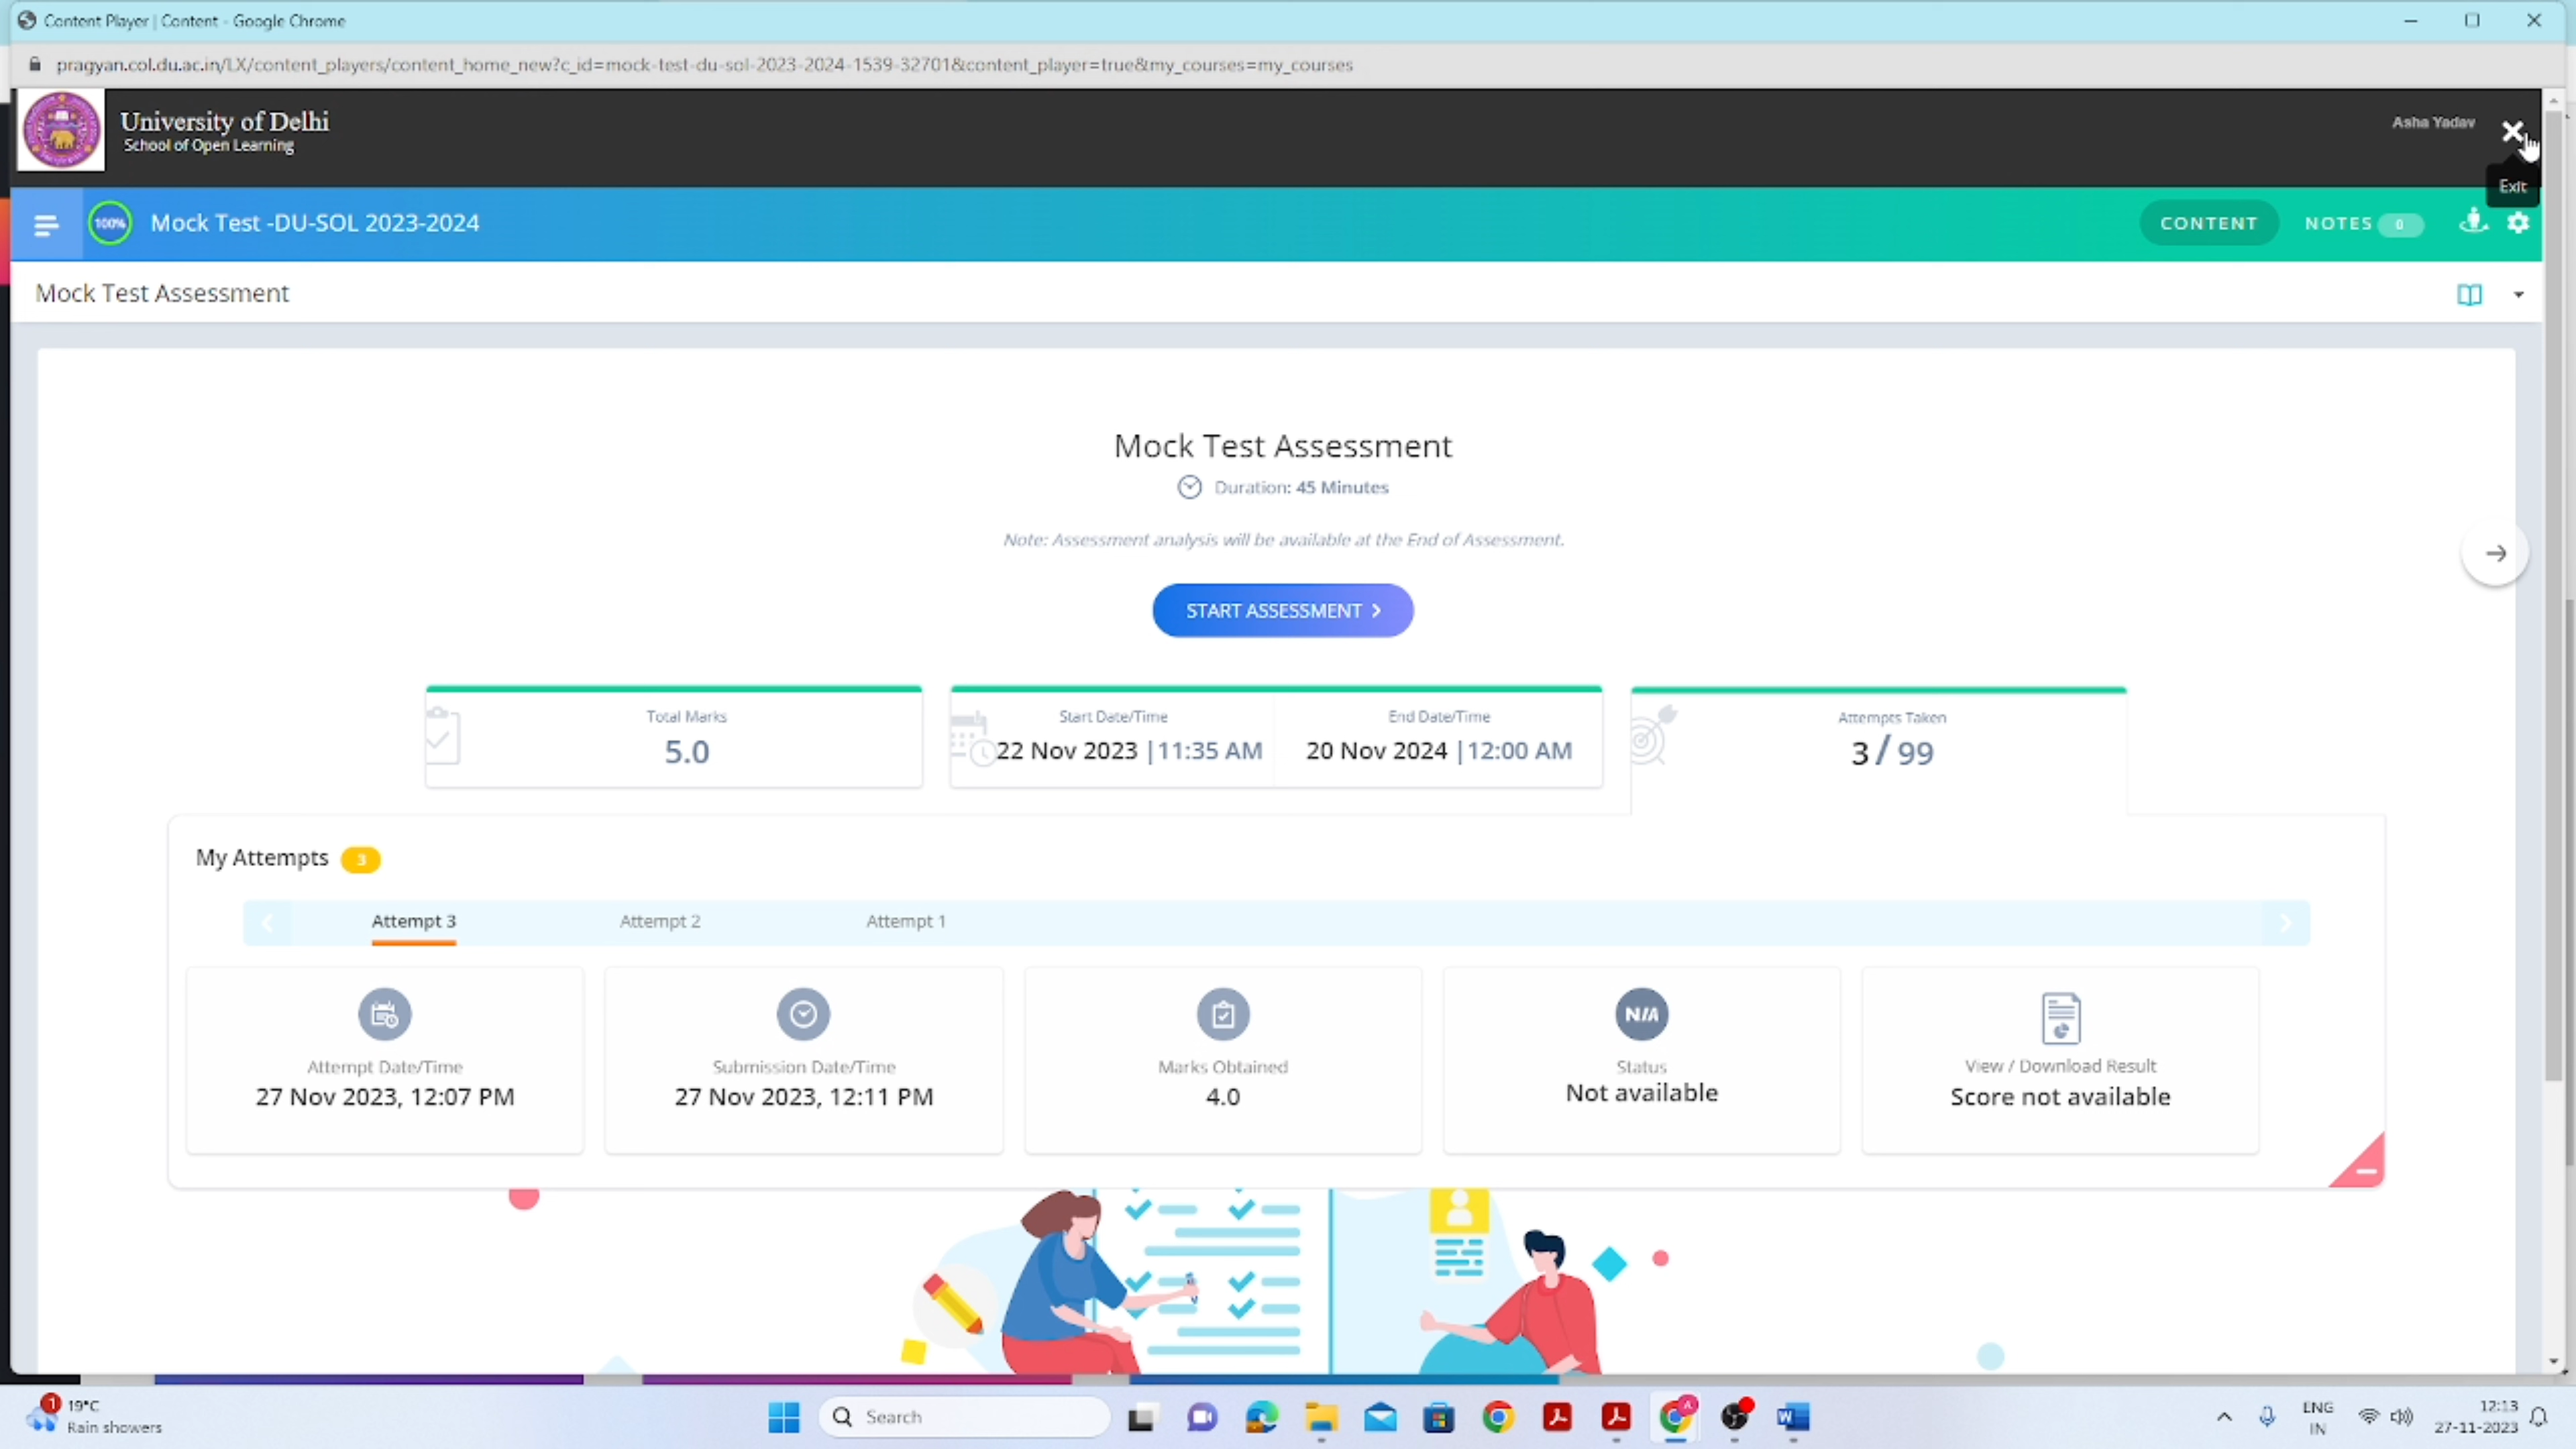 Content Player | Content - Google Chrome
pragyan.col.du.ac.in/LX/content_players/content_home_new?c_id=mock-test-du-sol-2023-2024-1539-32701&content_player=true&my_courses=my_courses
University of Delhi
School of Open Learning
Asha Yadav
Exit
100%
Mock Test -DU-SOL 2023-2024
CONTENT
NOTES 0
Mock Test Assessment
Mock Test Assessment
Duration: 45 Minutes
Note: Assessment analysis will be available at the End of Assessment.
START ASSESSMENT
Total Marks
5.0
Start Date/Time
22 Nov 2023 |11:35 AM
End Date/Time
20 Nov 2024 |12:00 AM
Attempts Taken
3 / 99
My Attempts 3
Attempt 3
Attempt 2
Attempt 1
Attempt Date/Time
27 Nov 2023, 12:07 PM
Submission Date/Time
27 Nov 2023, 12:11 PM
Marks Obtained
4.0
N/A
Status
Not available
View / Download Result
Score not available
1
19°C
Rain showers
Search
A
W
ENG
IN
12:13
27-11-2023